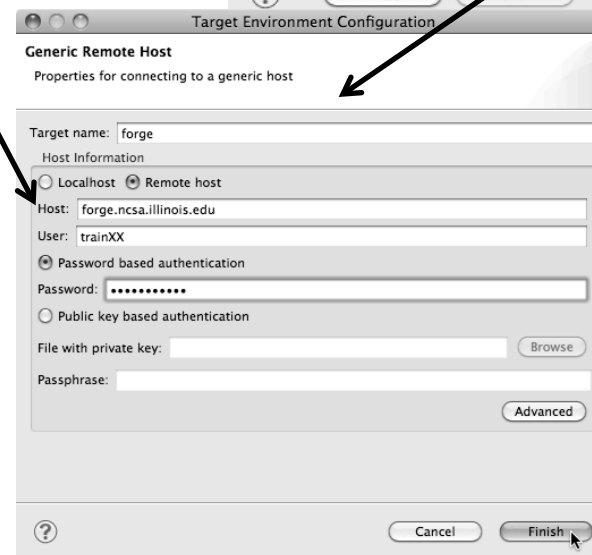 Target Environment Configuration
Generic Remote Host
Properties for connecting to a generic host
Target name: forge
Host Information
Localhost Remote host
Host: forge.ncsa.illinois.edu
User: trainXX
Password based authentication
Password: •••••••••••
Public key based authentication
File with private key: Browse
Passphrase:
Advanced
? Cancel Finish